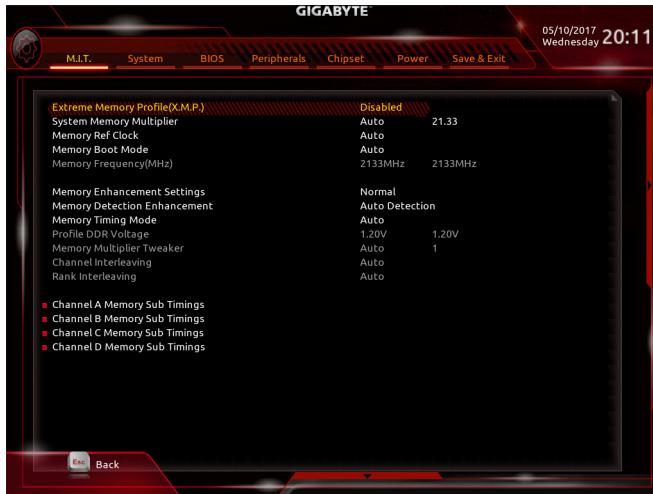 GIGABYTE
05/10/2017
Wednesday 20:11
M.I.T. System BIOS Peripherals Chipset Power Save & Exit
Extreme Memory Profile(X.M.P.) Disabled
System Memory Multiplier Auto 21.33
Memory Ref Clock Auto
Memory Boot Mode Auto
Memory Frequency(MHz) 2133MHz 2133MHz
Memory Enhancement Settings Normal
Memory Detection Enhancement Auto Detection
Memory Timing Mode Auto
Profile DDR Voltage 1.20V 1.20V
Memory Multiplier Tweaker Auto 1
Channel Interleaving Auto
Rank Interleaving Auto
Channel A Memory Sub Timings
Channel B Memory Sub Timings
Channel C Memory Sub Timings
Channel D Memory Sub Timings
Esc Back